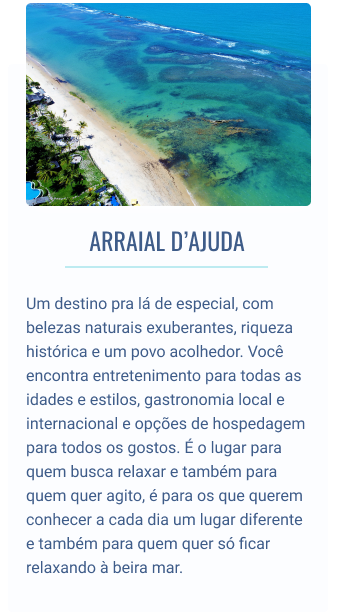 ARRAIAL D'AJUDA
Um destino pra lá de especial, com
belezas naturais exuberantes, riqueza
histórica e um povo acolhedor. Você
encontra entretenimento para todas as
idades e estilos, gastronomia local e
internacional e opções de hospedagem
para todos os gostos. É o lugar para
quem busca relaxar e também para
quem quer agito, é para os que querem
conhecer a cada dia um lugar diferente
e também para quem quer só ficar
relaxando à beira mar.